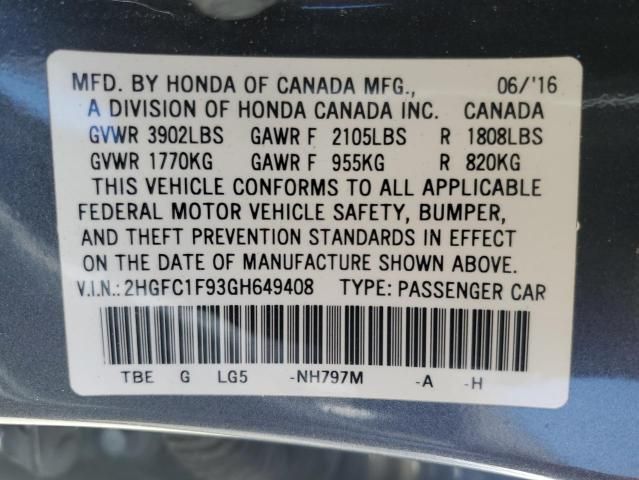 MFD. BY HONDA OF CANADA MFG., 06/'16
A DIVISION OF HONDA CANADA INC. CANADA
GVWR 3902LBS GAWR F 2105LBS R 1808LBS
GVWR 1770KG GAWR F 955KG R 820KG
THIS VEHICLE CONFORMS TO ALL APPLICABLE
FEDERAL MOTOR VEHICLE SAFETY, BUMPER,
AND THEFT PREVENTION STANDARDS IN EFFECT
ON THE DATE OF MANUFACTURE SHOWN ABOVE.
V.I.N.: 2HGFC1F93GH649408 TYPE: PASSENGER CAR
TBE G LG5 -NH797M -A -H